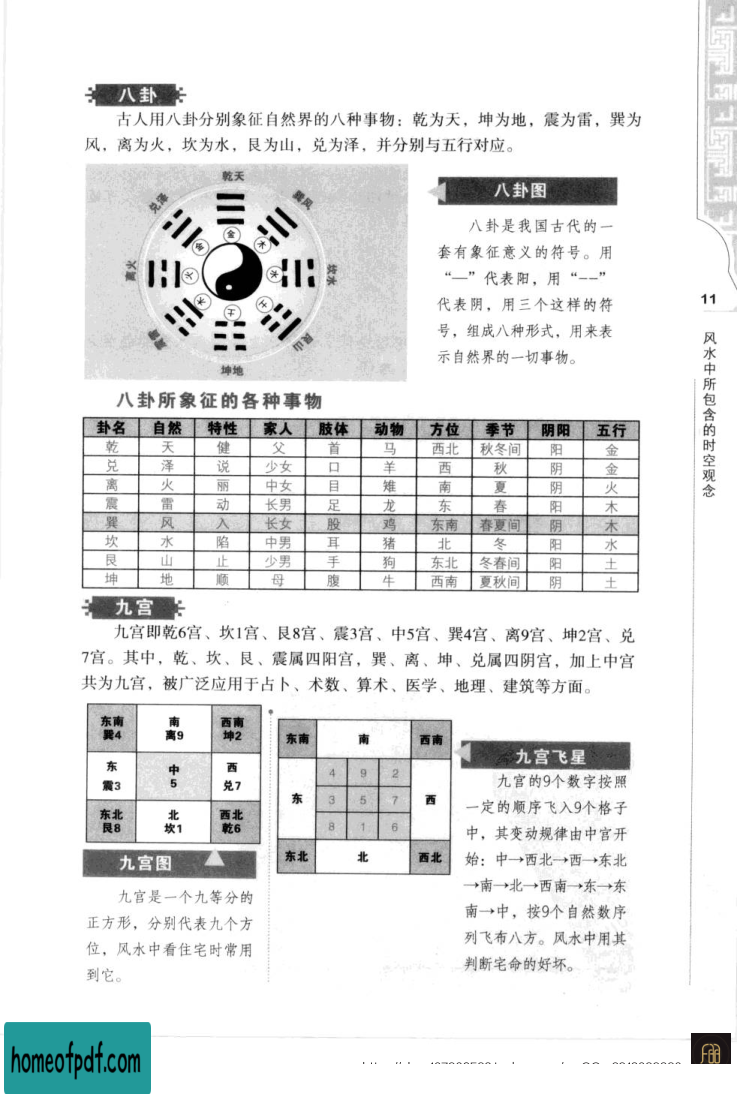 八卦
古人用八卦分别象征自然界的八种事物：乾为天，坤为地，震为雷，巽为
风，离为火，坎为水，艮为山，兑为泽，并分别与五行对应。
乾天
兑泽
巽风
金
金
木
离火
火
水
坎水
木
土
土
震雷
艮山
坤地
八卦图
八卦是我国古代的一
套有象征意义的符号。用
“—”代表阳，用“--”
代表阴，用三个这样的符
号，组成八种形式，用来表
示自然界的一切事物。
11
风水中所包含的时空观念
八卦所象征的各种事物
卦名 自然 特性 家人 肢体 动物 方位 季节 阴阳 五行
乾 天 健 父 首 马 西北 秋冬间 阳 金
兑 泽 说 少女 口 羊 西 秋 阴 金
离 火 丽 中女 目 雉 南 夏 阴 火
震 雷 动 长男 足 龙 东 春 阳 木
巽 风 入 长女 股 鸡 东南 春夏间 阴 木
坎 水 陷 中男 耳 猪 北 冬 阳 水
艮 山 止 少男 手 狗 东北 冬春间 阳 土
坤 地 顺 母 腹 牛 西南 夏秋间 阴 土
九宫
九宫即乾6宫、坎1宫、艮8宫、震3宫、中5宫、巽4宫、离9宫、坤2宫、兑
7宫。其中，乾、坎、艮、震属四阳宫，巽、离、坤、兑属四阴宫，加上中宫
共为九宫，被广泛应用于占卜、术数、算术、医学、地理、建筑等方面。
东南 南 西南
巽4 离9 坤2
东 中 西
震3 5 兑7
东北 北 西北
艮8 坎1 乾6
九宫图
九宫是一个九等分的
正方形，分别代表九个方
位，风水中看住宅时常用
到它。
东南 南 西南
4 9 2
东 3 5 7 西
8 1 6
东北 北 西北
九宫飞星
九宫的9个数字按照
一定的顺序飞入9个格子
中，其变动规律由中宫开
始：中→西北→西→东北
→南→北→西南→东→东
南→中，按9个自然数序
列飞布八方。风水中用其
判断宅命的好坏。
homeofpdf.com